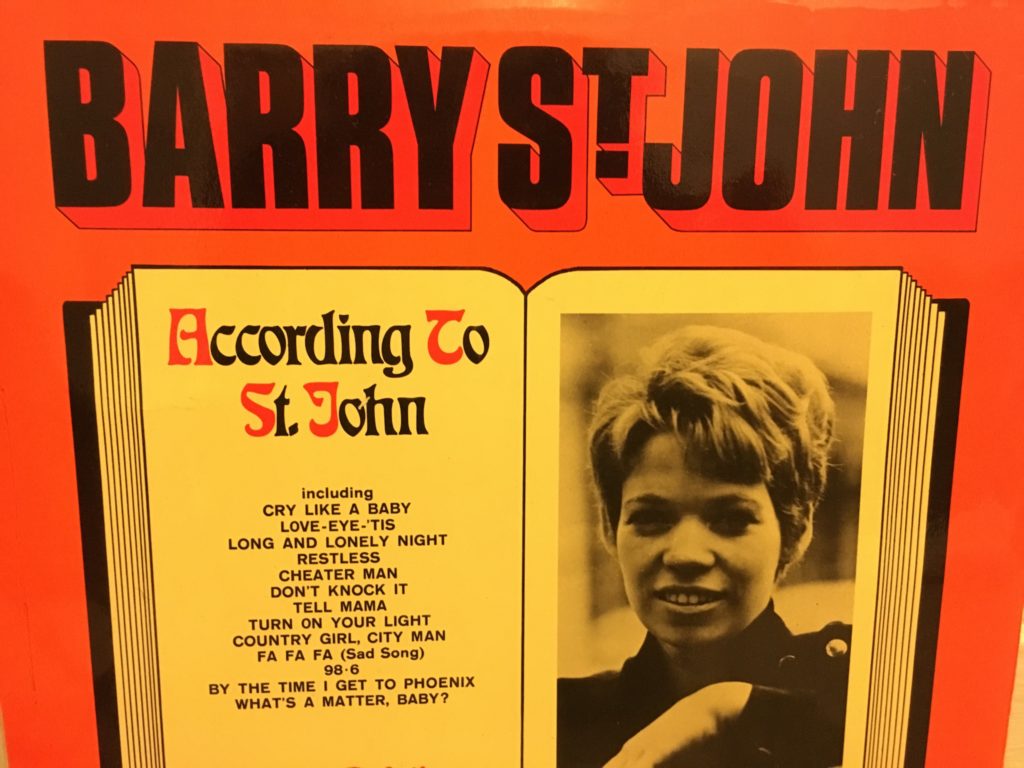 BARRY ST. JOHN
According To
St. John
including
CRY LIKE A BABY
LOVE-EYE-'TIS
LONG AND LONELY NIGHT
RESTLESS
CHEATER MAN
DON'T KNOCK IT
TELL MAMA
TURN ON YOUR LIGHT
COUNTRY GIRL, CITY MAN
FA FA FA (Sad Song)
98·6
BY THE TIME I GET TO PHOENIX
WHAT'S A MATTER, BABY?